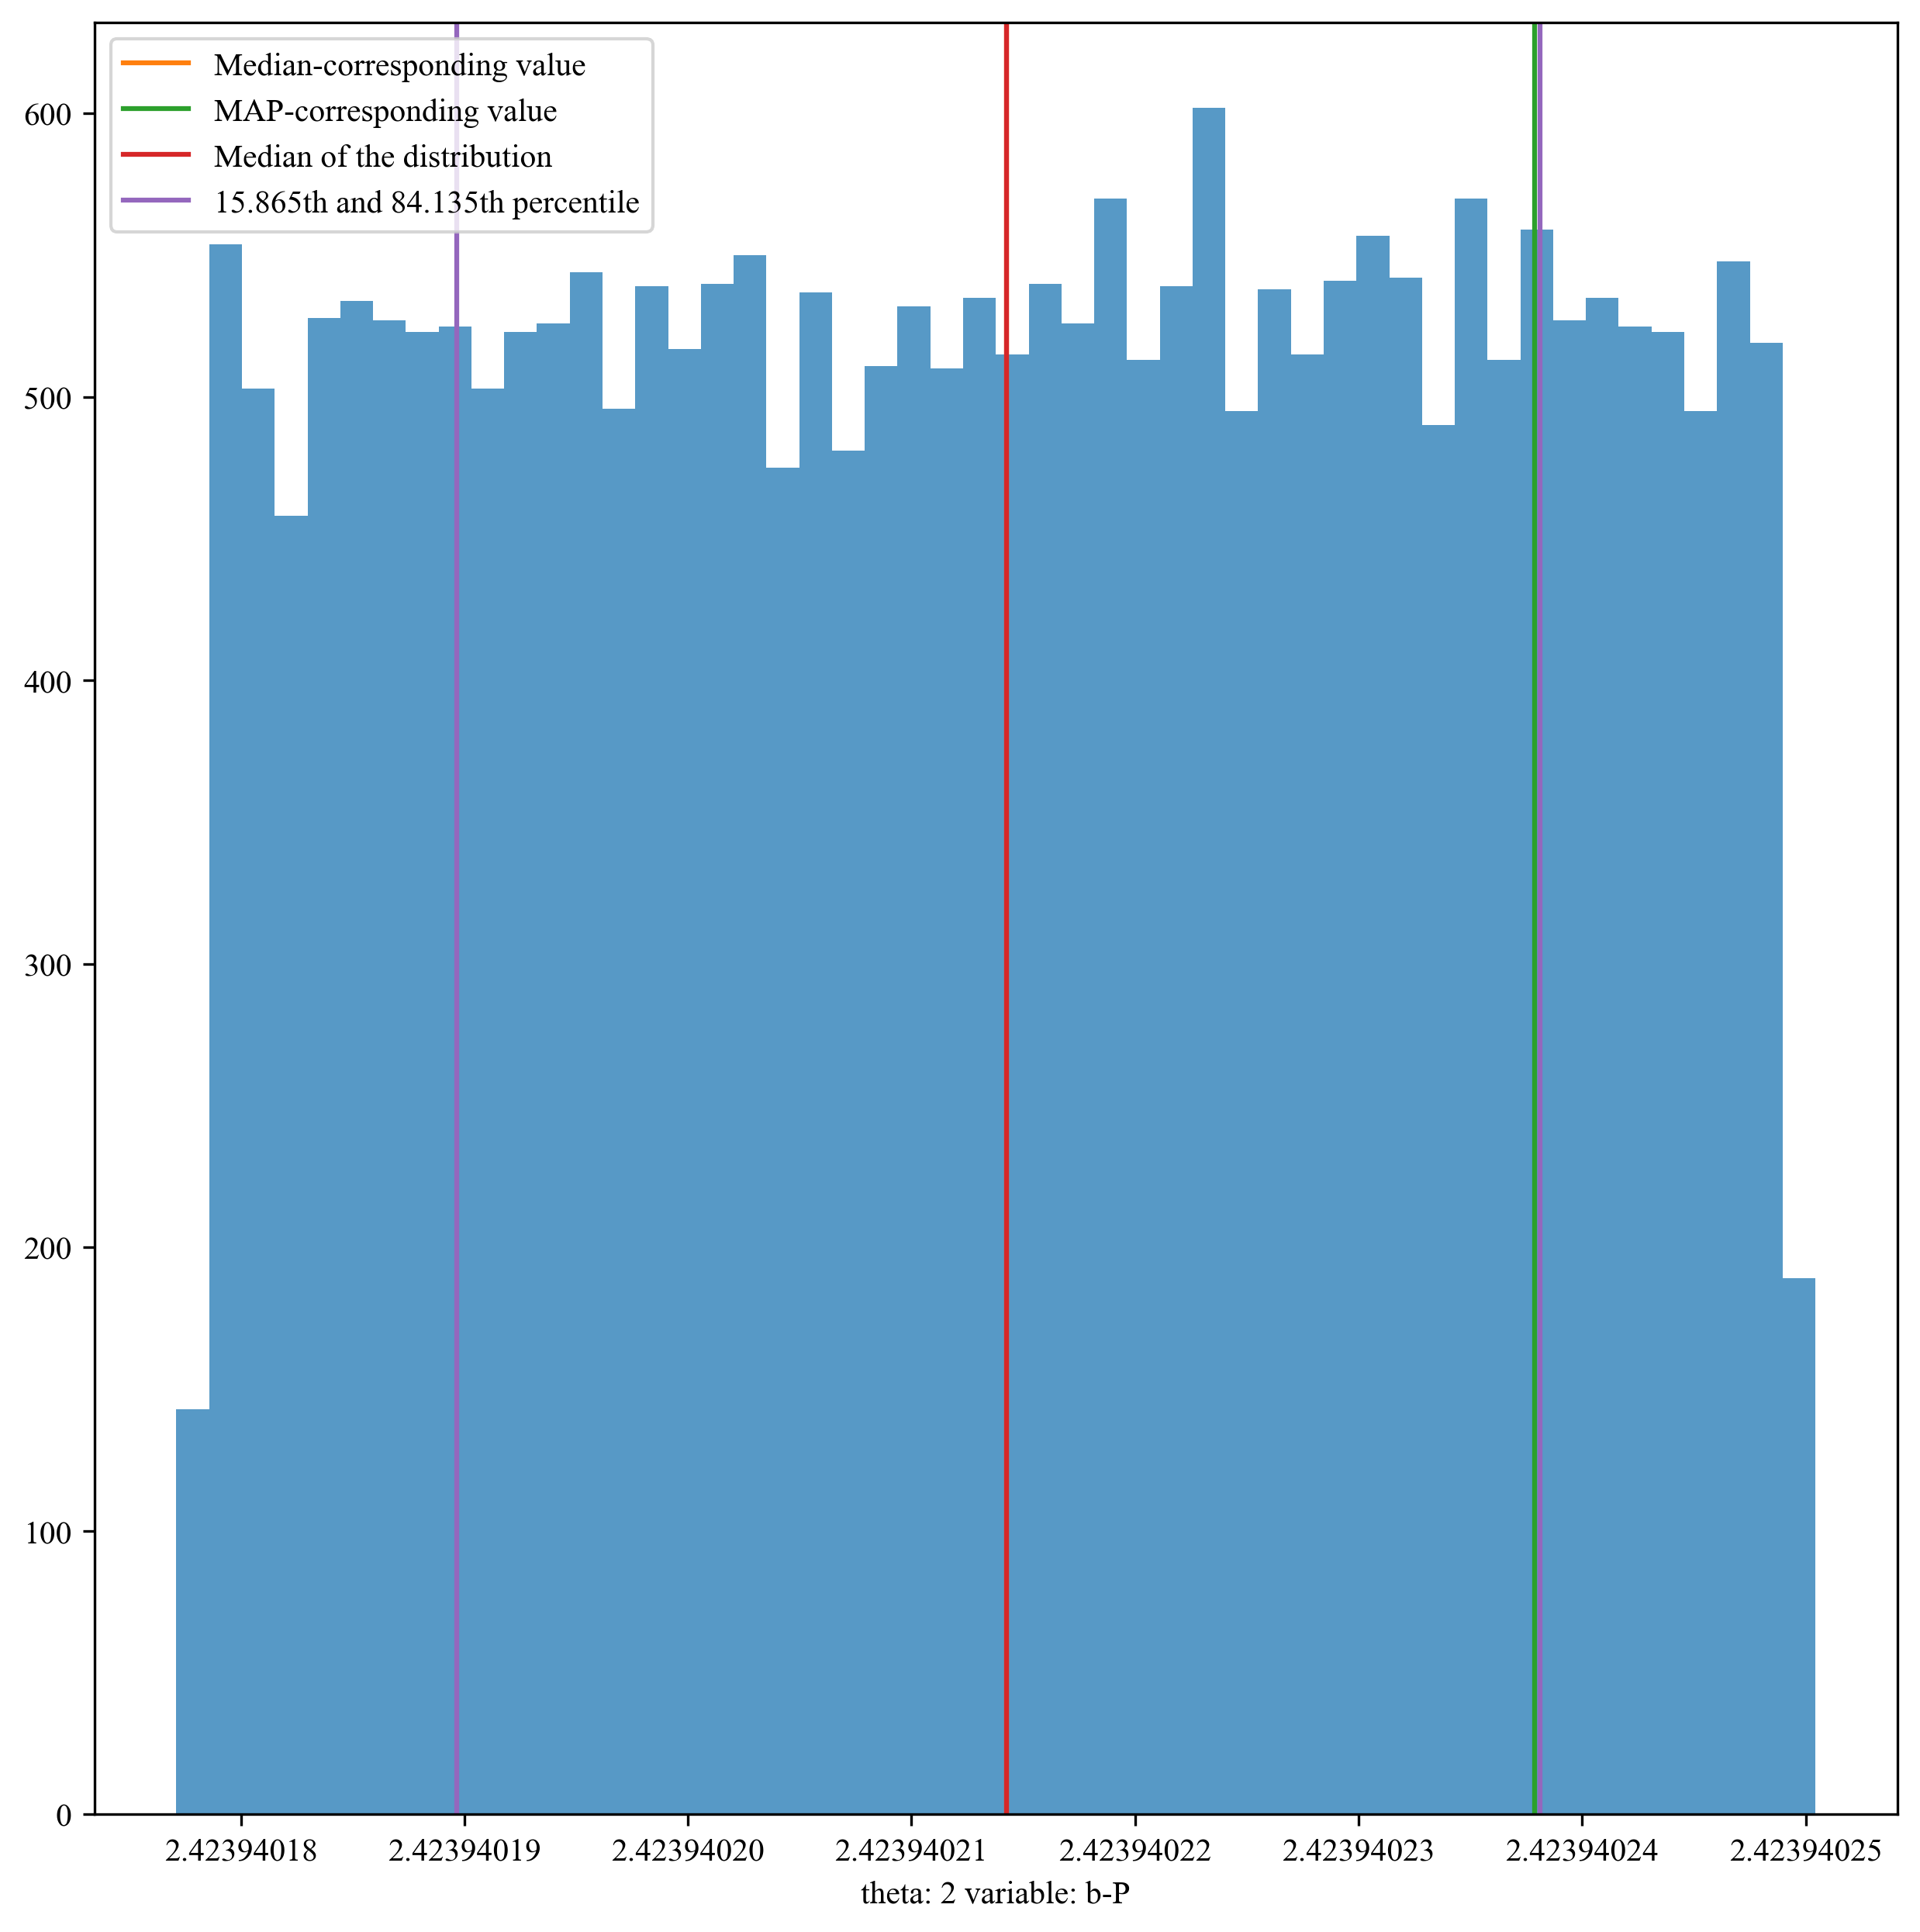 Median-corresponding value
MAP-corresponding value
Median of the distribution
15.865th and 84.135th percentile
600
500
400
300
200
100
0
2.42394018 2.42394019 2.42394020 2.42394021 2.42394022 2.42394023 2.42394024 2.42394025
theta: 2 variable: b-P